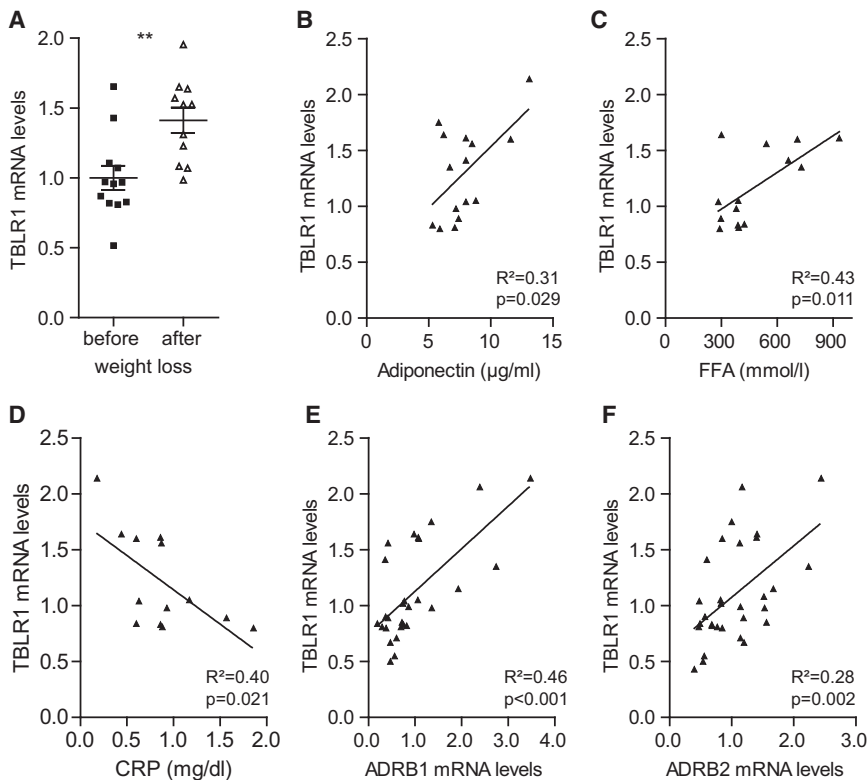 A
**
TBLR1 mRNA levels
2.0
1.5
1.0
0.5
0.0
before
after
weight loss
B
TBLR1 mRNA levels
2.5
2.0
1.5
1.0
0.5
0.0
R²=0.31
p=0.029
0
5
10
15
Adiponectin (µg/ml)
C
TBLR1 mRNA levels
2.5
2.0
1.5
1.0
0.5
0.0
R²=0.43
p=0.011
0
300
600
900
FFA (mmol/l)
D
TBLR1 mRNA levels
2.5
2.0
1.5
1.0
0.5
0.0
R²=0.40
p=0.021
0.0
0.5
1.0
1.5
2.0
CRP (mg/dl)
E
TBLR1 mRNA levels
2.5
2.0
1.5
1.0
0.5
0.0
R²=0.46
p<0.001
0.0
1.0
2.0
3.0
4.0
ADRB1 mRNA levels
F
TBLR1 mRNA levels
2.5
2.0
1.5
1.0
0.5
0.0
R²=0.28
p=0.002
0.0
1.0
2.0
3.0
ADRB2 mRNA levels